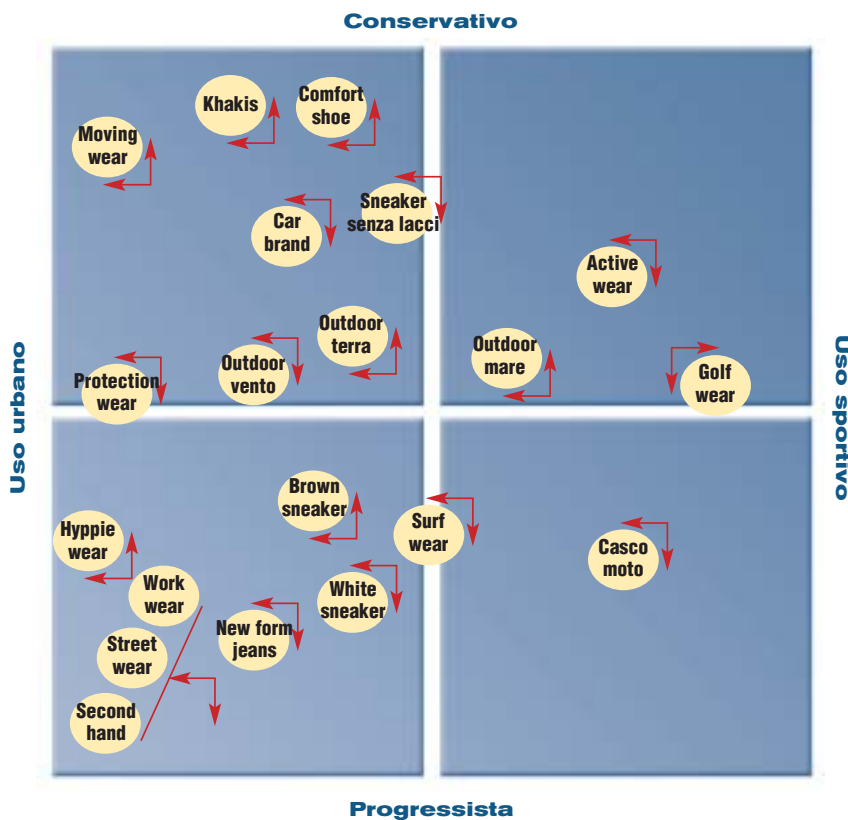 Conservativo
Khakis
Comfort
shoe
Moving
wear
Sneaker
senza lacci
Car
brand
Active
wear
Outdoor
terra
Outdoor
mare
Outdoor
vento
Golf
wear
Protection
wear
Uso urbano
Uso sportivo
Brown
sneaker
Hyppie
wear
Surf
wear
Casco
moto
Work
wear
White
sneaker
New form
jeans
Street
wear
Second
hand
Progressista